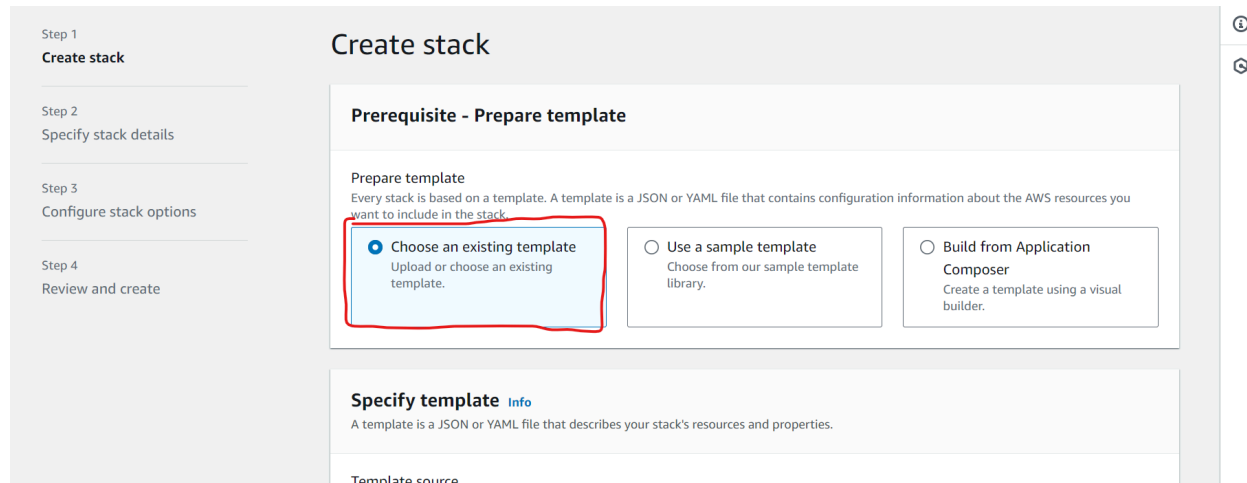 Step 1
Create stack
Step 2
Specify stack details
Step 3
Configure stack options
Step 4
Review and create
Create stack
Prerequisite - Prepare template
Prepare template
Every stack is based on a template. A template is a JSON or YAML file that contains configuration information about the AWS resources you
want to include in the stack.
Choose an existing template
Upload or choose an existing
template.
Use a sample template
Choose from our sample template
library.
Build from Application
Composer
Create a template using a visual
builder.
Specify template Info
A template is a JSON or YAML file that describes your stack's resources and properties.
Template source